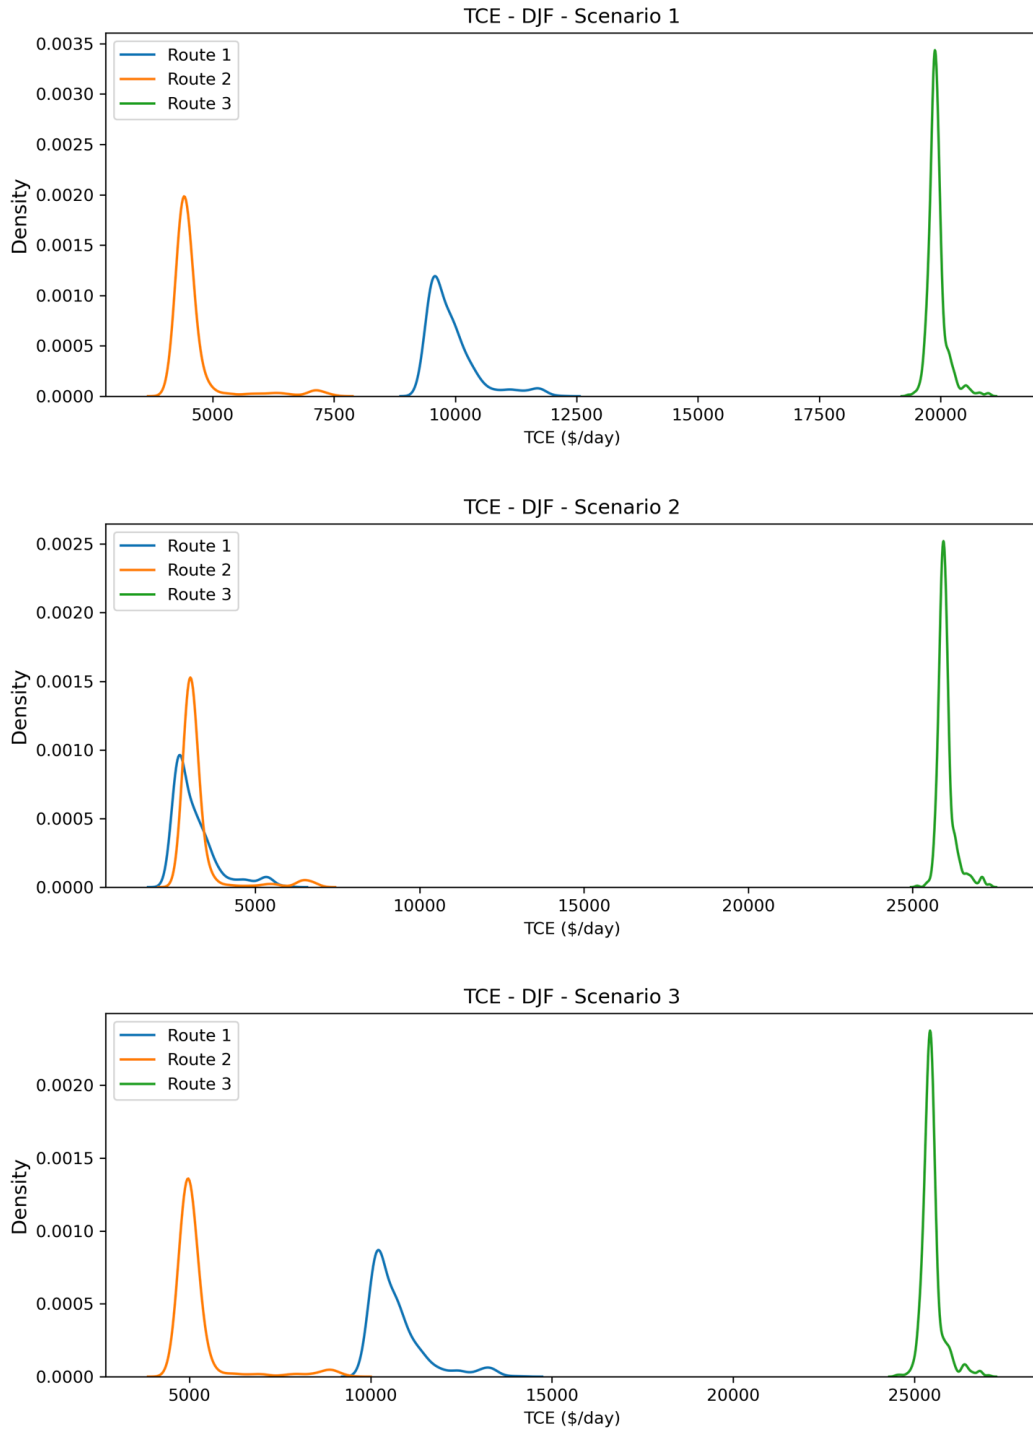 TCE - DJF - Scenario 1
Density
0.0035
0.0030
0.0025
0.0020
0.0015
0.0010
0.0005
0.0000
Route 1
Route 2
Route 3
5000 7500 10000 12500 15000 17500 20000
TCE ($/day)
TCE - DJF - Scenario 2
Density
0.0025
0.0020
0.0015
0.0010
0.0005
0.0000
Route 1
Route 2
Route 3
5000 10000 15000 20000 25000
TCE ($/day)
TCE - DJF - Scenario 3
Density
0.0020
0.0015
0.0010
0.0005
0.0000
Route 1
Route 2
Route 3
5000 10000 15000 20000 25000
TCE ($/day)